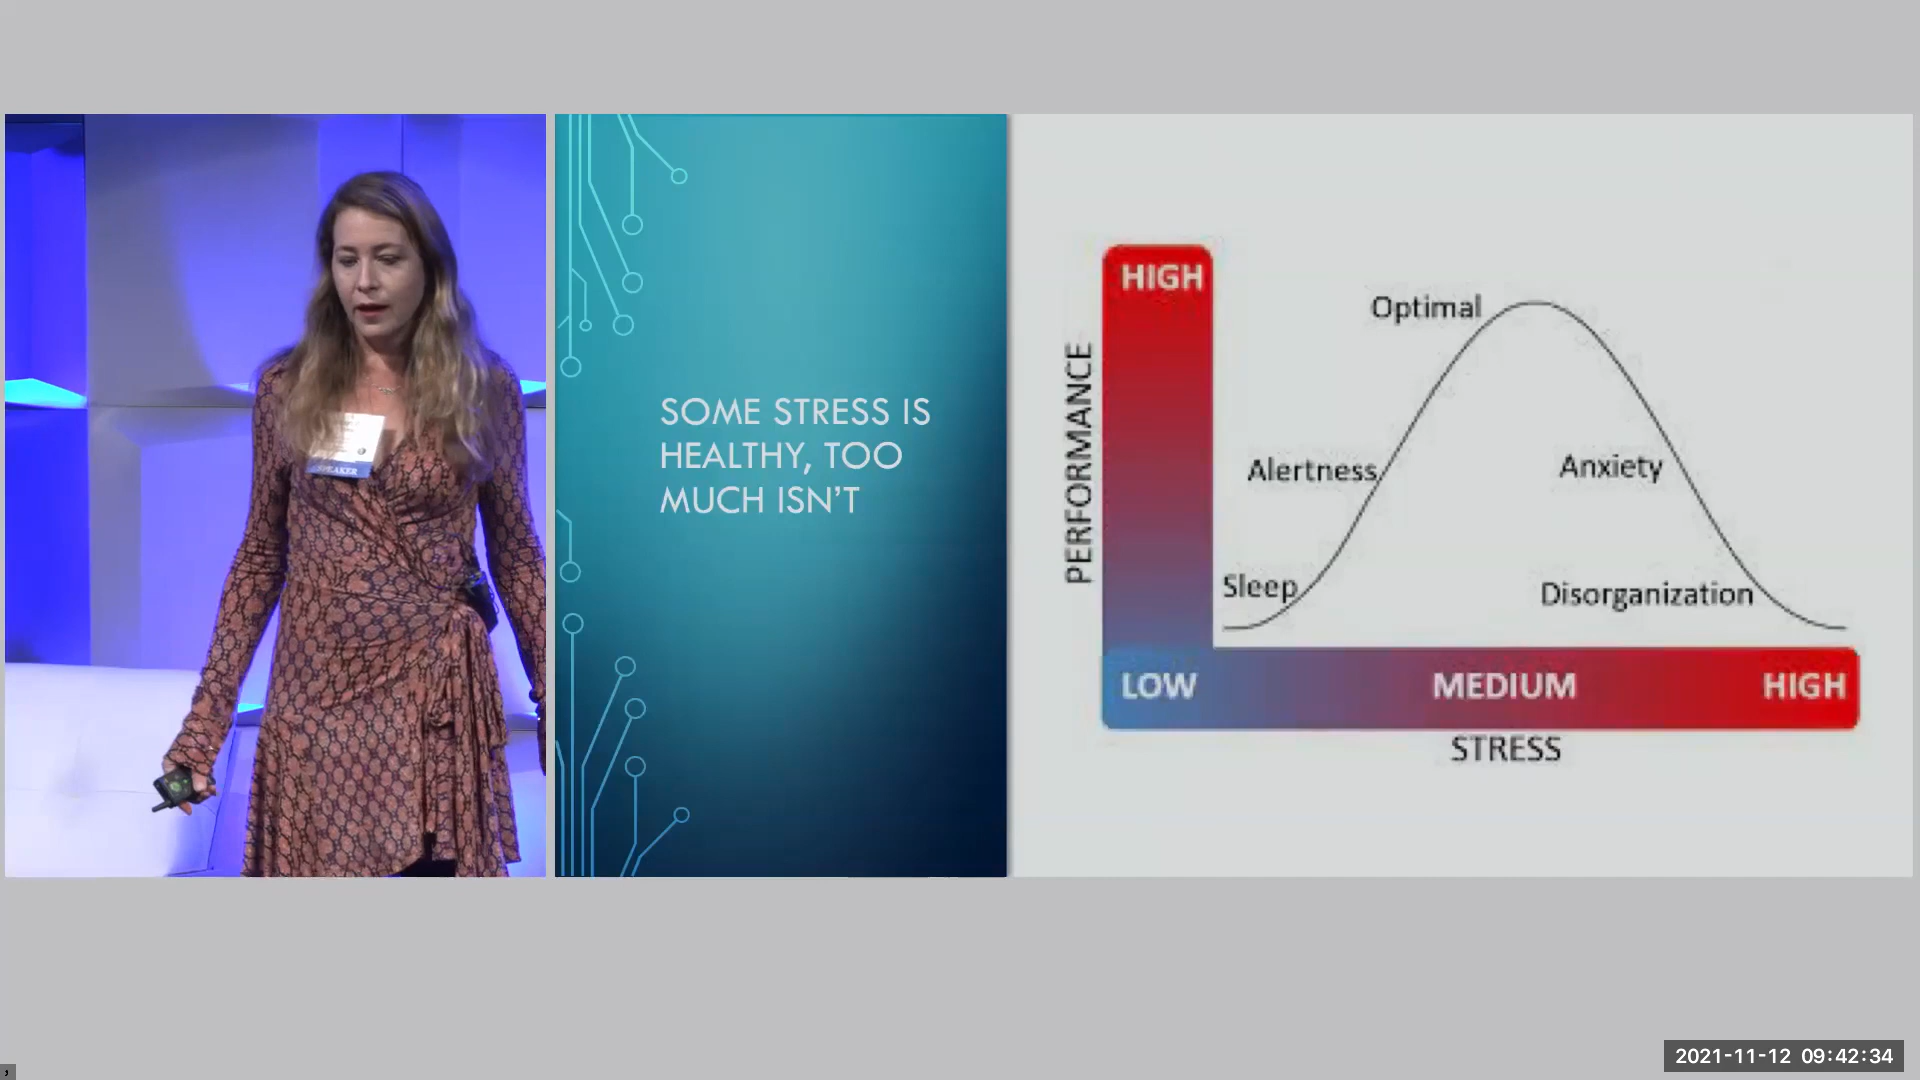 SPEAKER
SOME STRESS IS
HEALTHY, TOO
MUCH ISN’T
HIGH
PERFORMANCE
Optimal
Alertness
Anxiety
Sleep
Disorganization
LOW
MEDIUM
HIGH
STRESS
2021-11-12 09:42:34
,